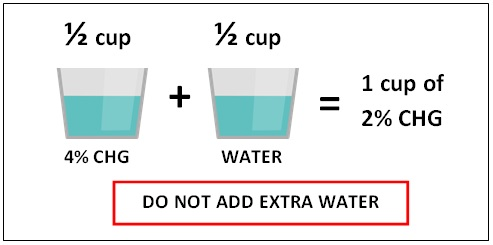 ½ cup
½ cup
+
=
1 cup of
2% CHG
4% CHG
WATER
DO NOT ADD EXTRA WATER